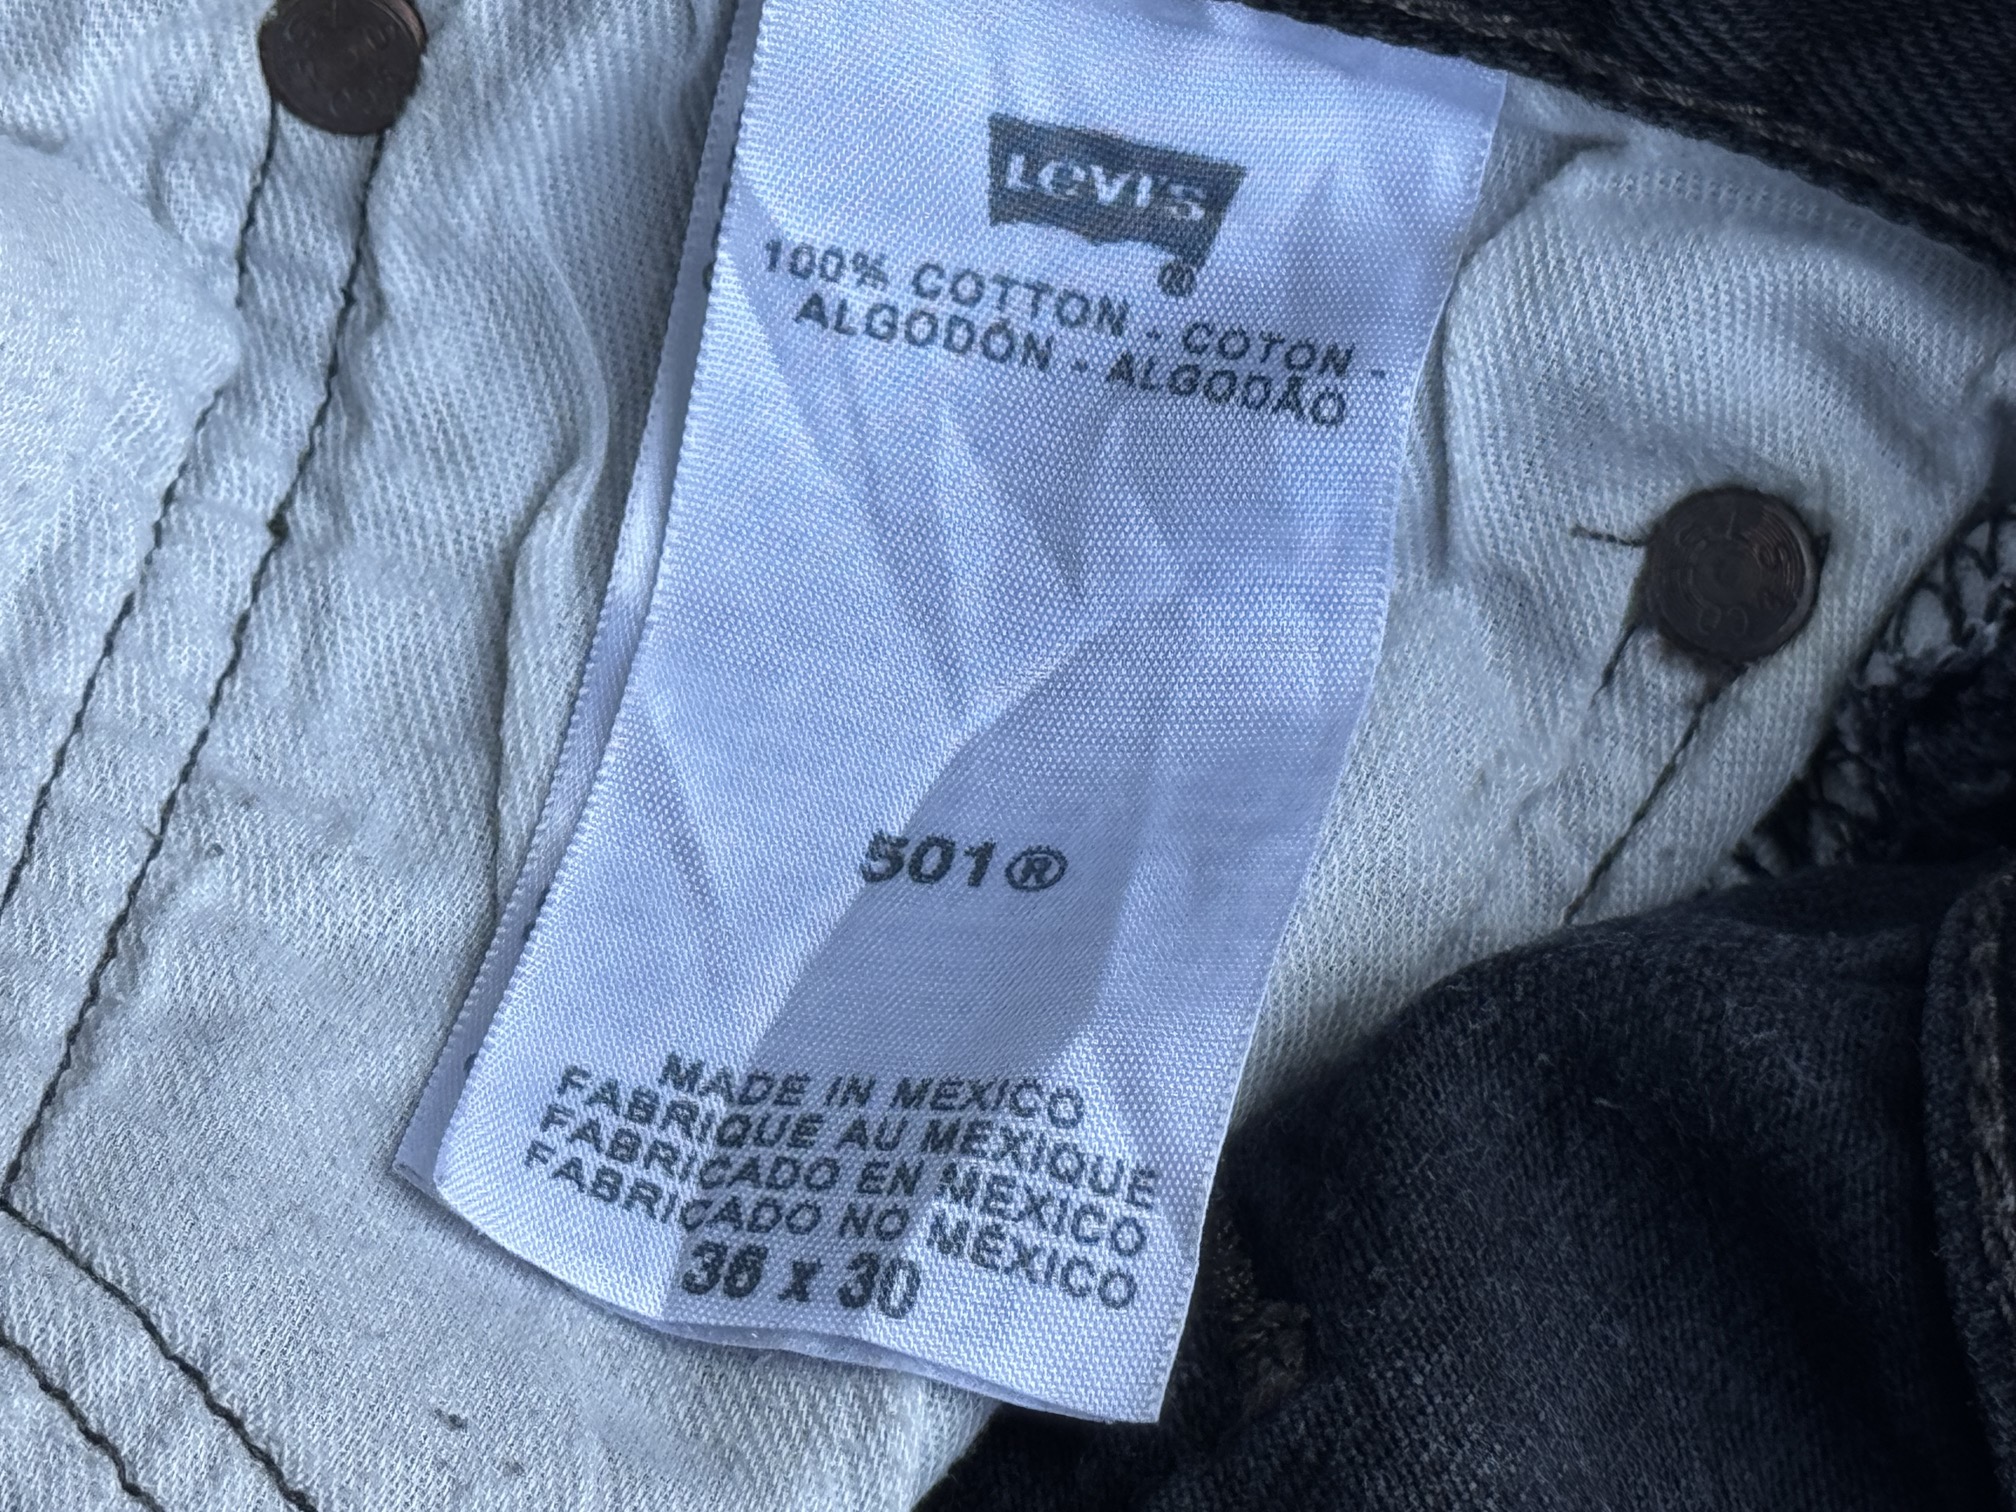 Levi's
®
100% COTTON - COTON -
ALGODÓN - ALGODÃO
501®
MADE IN MEXICO
FABRIQUE AU MEXIQUE
FABRICADO EN MEXICO
FABRICADO NO MÉXICO
36 x 30